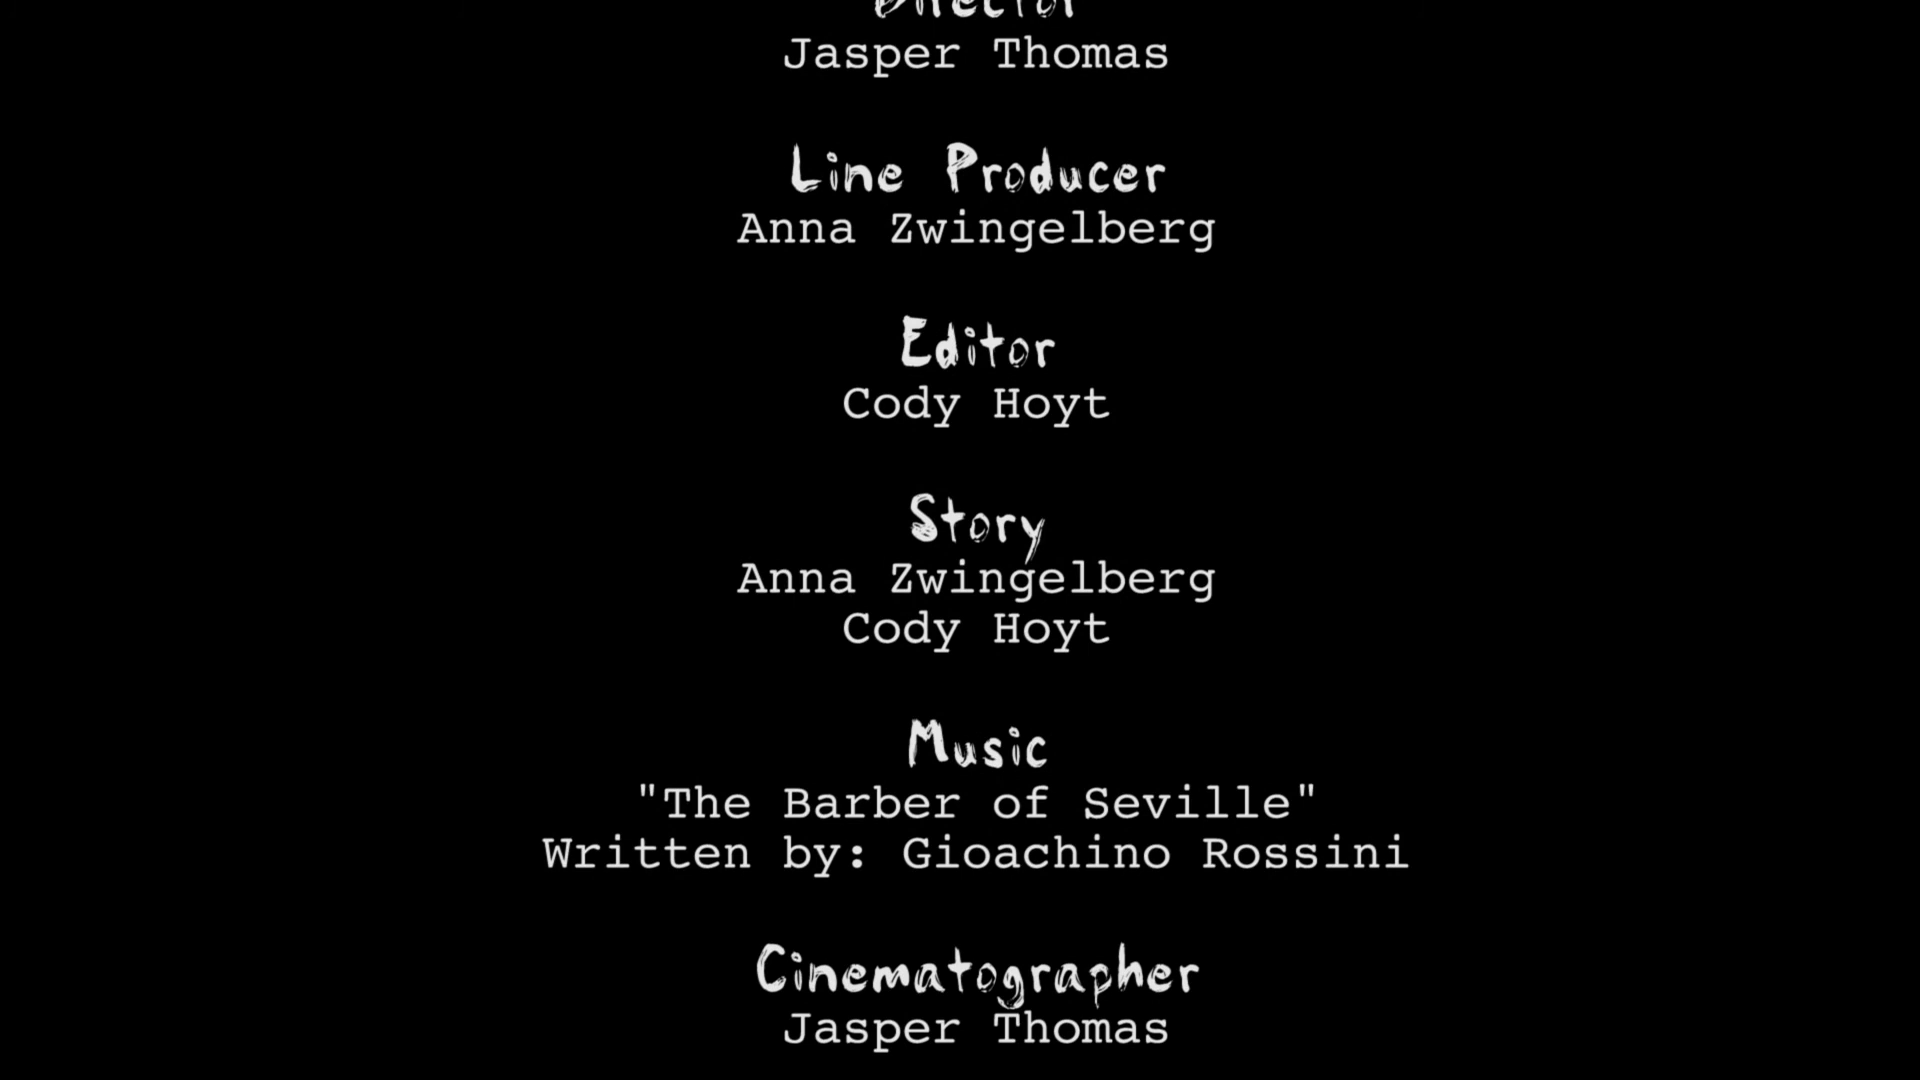 Director
Jasper Thomas
Line Producer
Anna Zwingelberg
Editor
Cody Hoyt
Story
Anna Zwingelberg
Cody Hoyt
Music
"The Barber of Seville"
Written by: Gioachino Rossini
Cinematographer
Jasper Thomas